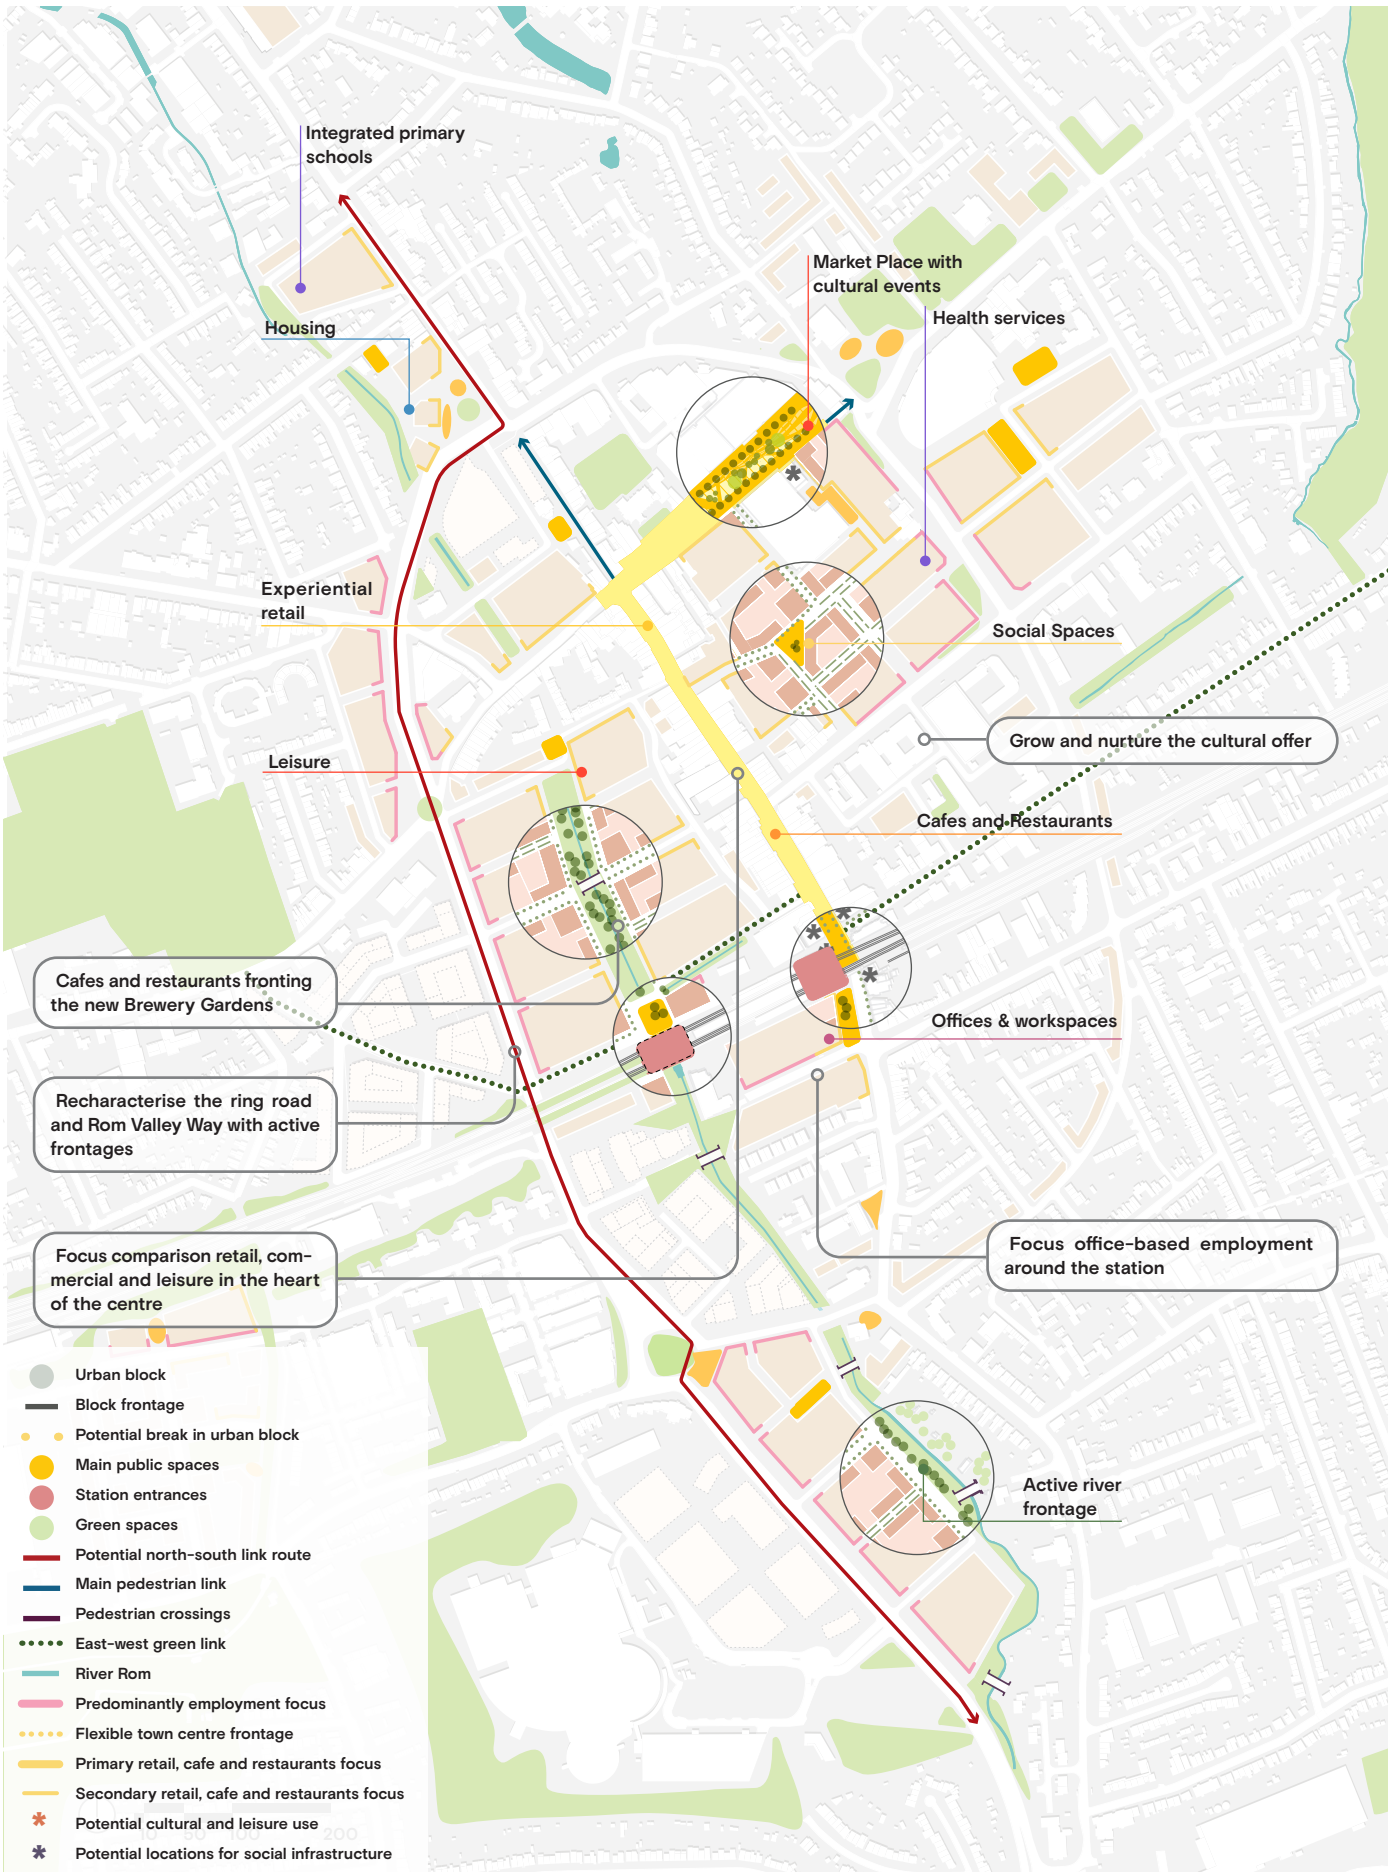 Integrated primary
schools
Market Place with
cultural events
Health services
Housing
Experiential
retail
Social Spaces
Grow and nurture the cultural offer
Leisure
Cafes and Restaurants
Cafes and restaurants fronting
the new Brewery Gardens
Offices & workspaces
Recharacterise the ring road
and Rom Valley Way with active
frontages
Focus comparison retail, com-
mercial and leisure in the heart
of the centre
Focus office-based employment
around the station
Active river
frontage
Urban block
Block frontage
Potential break in urban block
Main public spaces
Station entrances
Green spaces
Potential north-south link route
Main pedestrian link
Pedestrian crossings
East-west green link
River Rom
Predominantly employment focus
Flexible town centre frontage
Primary retail, cafe and restaurants focus
Secondary retail, cafe and restaurants focus
Potential cultural and leisure use
10 50 100 200
Potential locations for social infrastructure